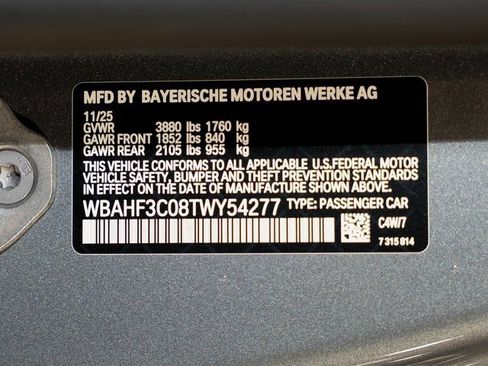 MFD BY BAYERISCHE MOTOREN WERKE AG
11/25
GVWR 3880 lbs 1760 kg
GAWR FRONT 1852 lbs 840 kg
GAWR REAR 2105 lbs 955 kg
THIS VEHICLE CONFORMS TO ALL APPLICABLE U.S.FEDERAL MOTOR
VEHICLE SAFETY, BUMPER AND THEFT PREVENTION STANDARDS
IN EFFECT ON THE DATE OF MANUFACTURE SHOWN ABOVE.
WBAHF3C08TWY54277 TYPE: PASSENGER CAR
C4W/7
7 315 814